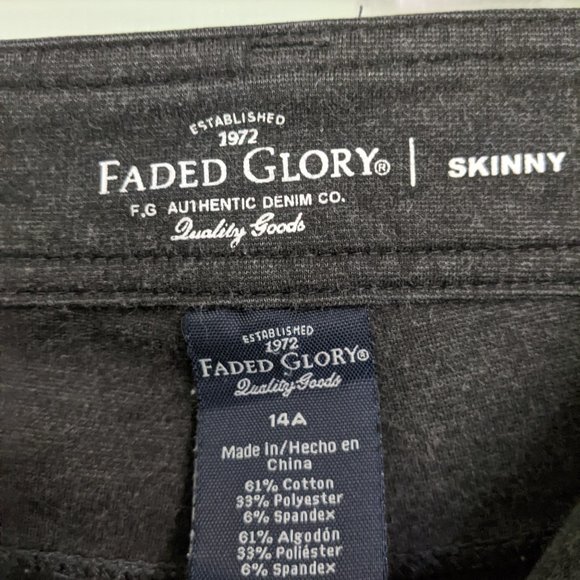 ESTABLISHED
1972
FADED GLORY® | SKINNY
F.G AUTHENTIC DENIM CO.
Quality Goods
ESTABLISHED
1972
FADED GLORY®
Quality Goods
14A
Made In/Hecho en
China
61% Cotton
33% Polyester
6% Spandex
61% Algodón
33% Poliéster
6% Spandex